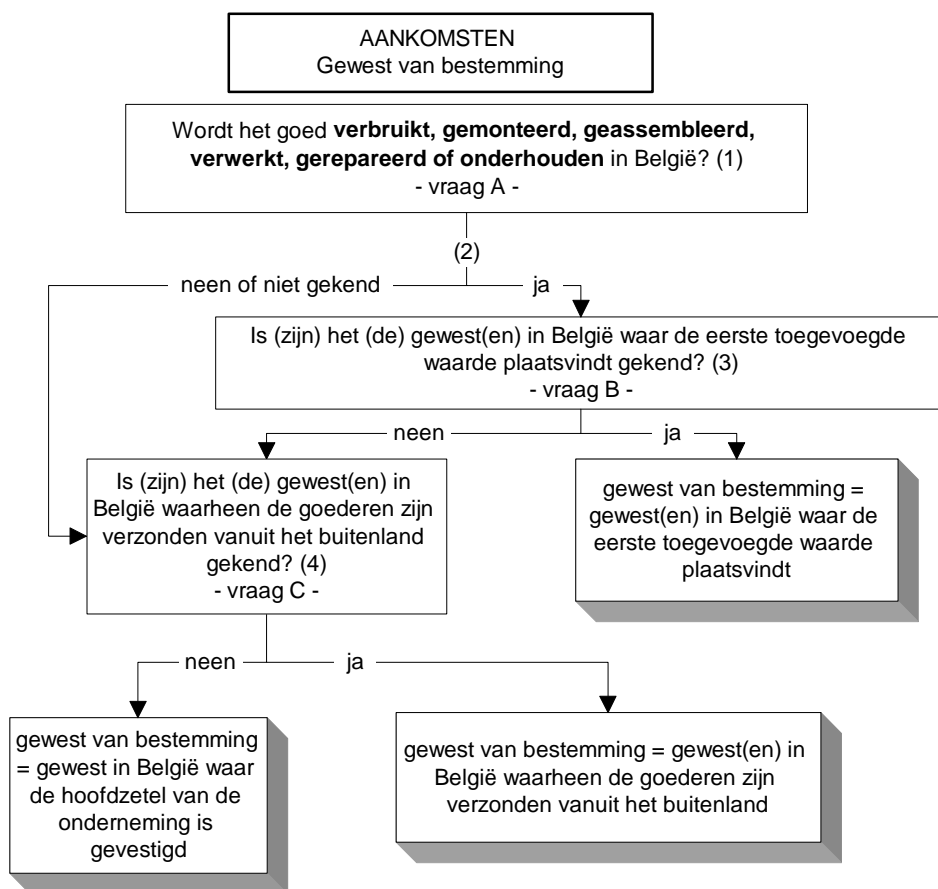 AANKOMSTEN
Gewest van bestemming
Wordt het goed verbruikt, gemonteerd, geassembleerd,
verwerkt, gerepareerd of onderhouden in België? (1)
- vraag A -
(2)
neen of niet gekend
ja
Is (zijn) het (de) gewest(en) in België waar de eerste toegevoegde
waarde plaatsvindt gekend? (3)
- vraag B -
neen
ja
Is (zijn) het (de) gewest(en) in
België waarheen de goederen zijn
verzonden vanuit het buitenland
gekend? (4)
- vraag C -
gewest van bestemming =
gewest(en) in België waar de
eerste toegevoegde waarde
plaatsvindt
neen
ja
gewest van bestemming
= gewest in België waar
de hoofdzetel van de
onderneming is
gevestigd
gewest van bestemming = gewest(en) in
België waarheen de goederen zijn
verzonden vanuit het buitenland